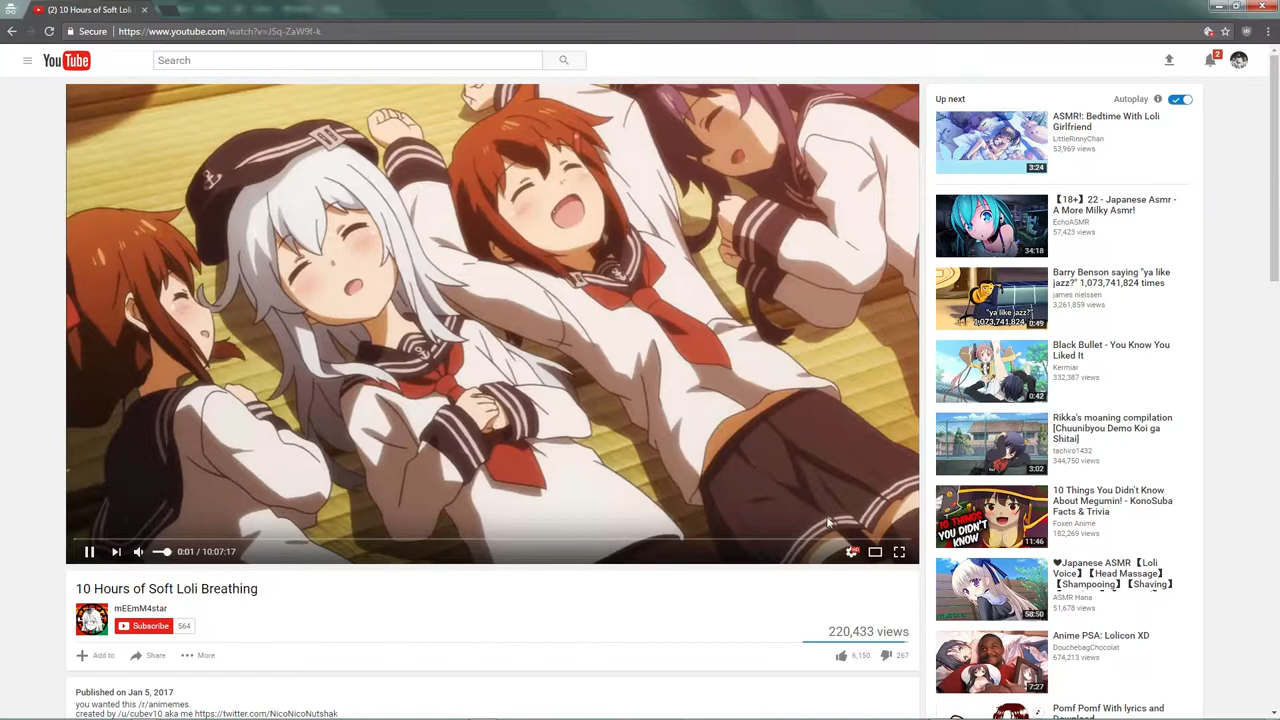 (2) 10 Hours of Soft Loli
Secure
https://www.youtube.com/watch?v=J5q-ZaW9f-k
YouTube
Search
2
0:01 / 10:07:17
10 Hours of Soft Loli Breathing
mEEmM4star
Subscribe 564
220,433 views
Add to
Share
More
6,150
267
Published on Jan 5, 2017
you wanted this /r/animemes.
created by /u/cubev10 aka me https://twitter.com/NicoNicoNutshak
Up next
Autoplay
ASMR!: Bedtime With Loli
Girlfriend
LittleRinnyChan
53,969 views
3:24
【18+】22 - Japanese Asmr -
A More Milky Asmr!
EchoASMR
57,423 views
34:18
Barry Benson saying "ya like
jazz?" 1,073,741,824 times
james nielssen
3,261,859 views
"ya like jazz?"
1,073,741,824
0:49
Black Bullet - You Know You
Liked It
Kermiar
332,387 views
0:42
Rikka's moaning compilation
[Chuunibyou Demo Koi ga
Shitai]
tachiro1432
344,750 views
3:02
10 Things You Didn't Know
About Megumin! - KonoSuba
Facts & Trivia
Foxen Anime
182,269 views
10 THINGS
YOU DIDN'T
KNOW
11:46
♥Japanese ASMR【Loli
Voice】【Head Massage】
【Shampooing】【Shaving】
ASMR Hana
51,678 views
58:50
Anime PSA: Lolicon XD
DouchebagChocolat
674,213 views
7:27
Pomf Pomf With lyrics and